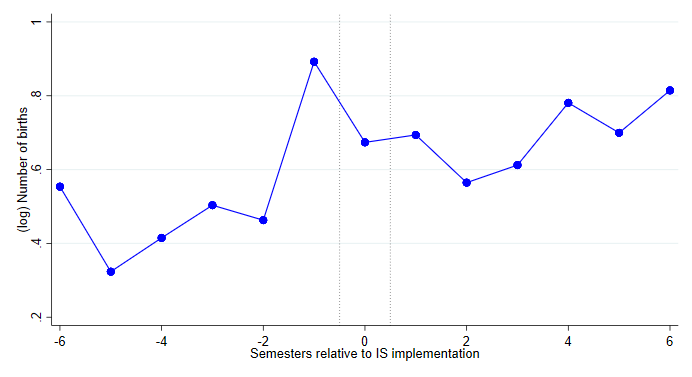 (log) Number of births
1
.8
.6
.4
.2
-6 -4 -2 0 2 4 6
Semesters relative to IS implementation